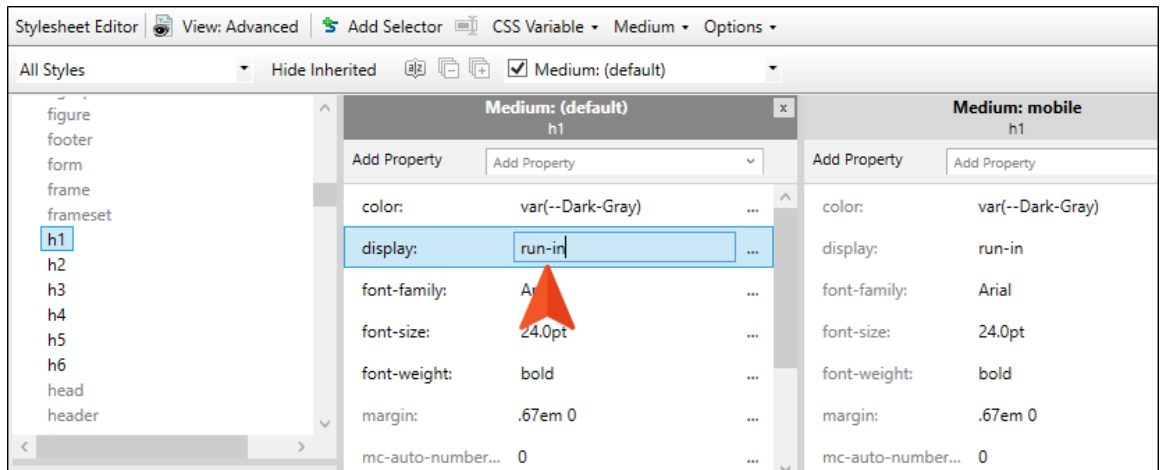 Stylesheet Editor View: Advanced Add Selector CSS Variable Medium Options
All Styles Hide Inherited a|z Medium: (default)
figure
footer
form
frame
frameset
h1
h2
h3
h4
h5
h6
head
header
Medium: (default) x
h1
Add Property Add Property
color: var(--Dark-Gray) ...
display: run-in ...
font-family: ...
font-size: 24.0pt ...
font-weight: bold ...
margin: .67em 0 ...
mc-auto-number... 0 ...
Medium: mobile
h1
Add Property Add Property
color: var(--Dark-Gray)
display: run-in
font-family: Arial
font-size: 24.0pt
font-weight: bold
margin: .67em 0
mc-auto-number... 0